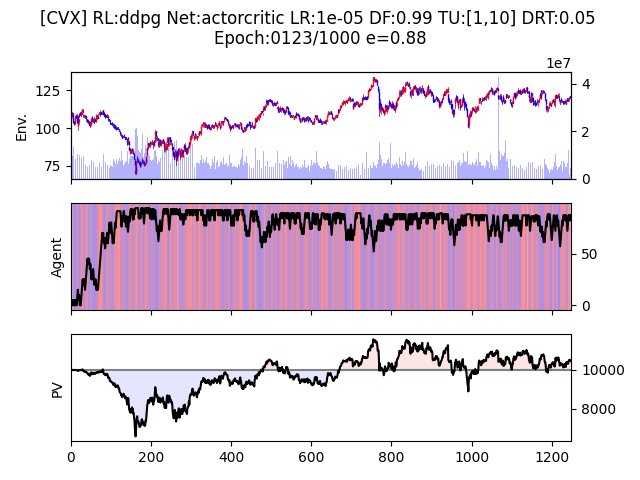 [CVX] RL:ddpg Net:actorcritic LR:1e-05 DF:0.99 TU:[1,10] DRT:0.05
Epoch:0123/1000 e=0.88
1e7
125
100
75
Env.
4
2
0
Agent
50
0
PV
10000
8000
0 200 400 600 800 1000 1200